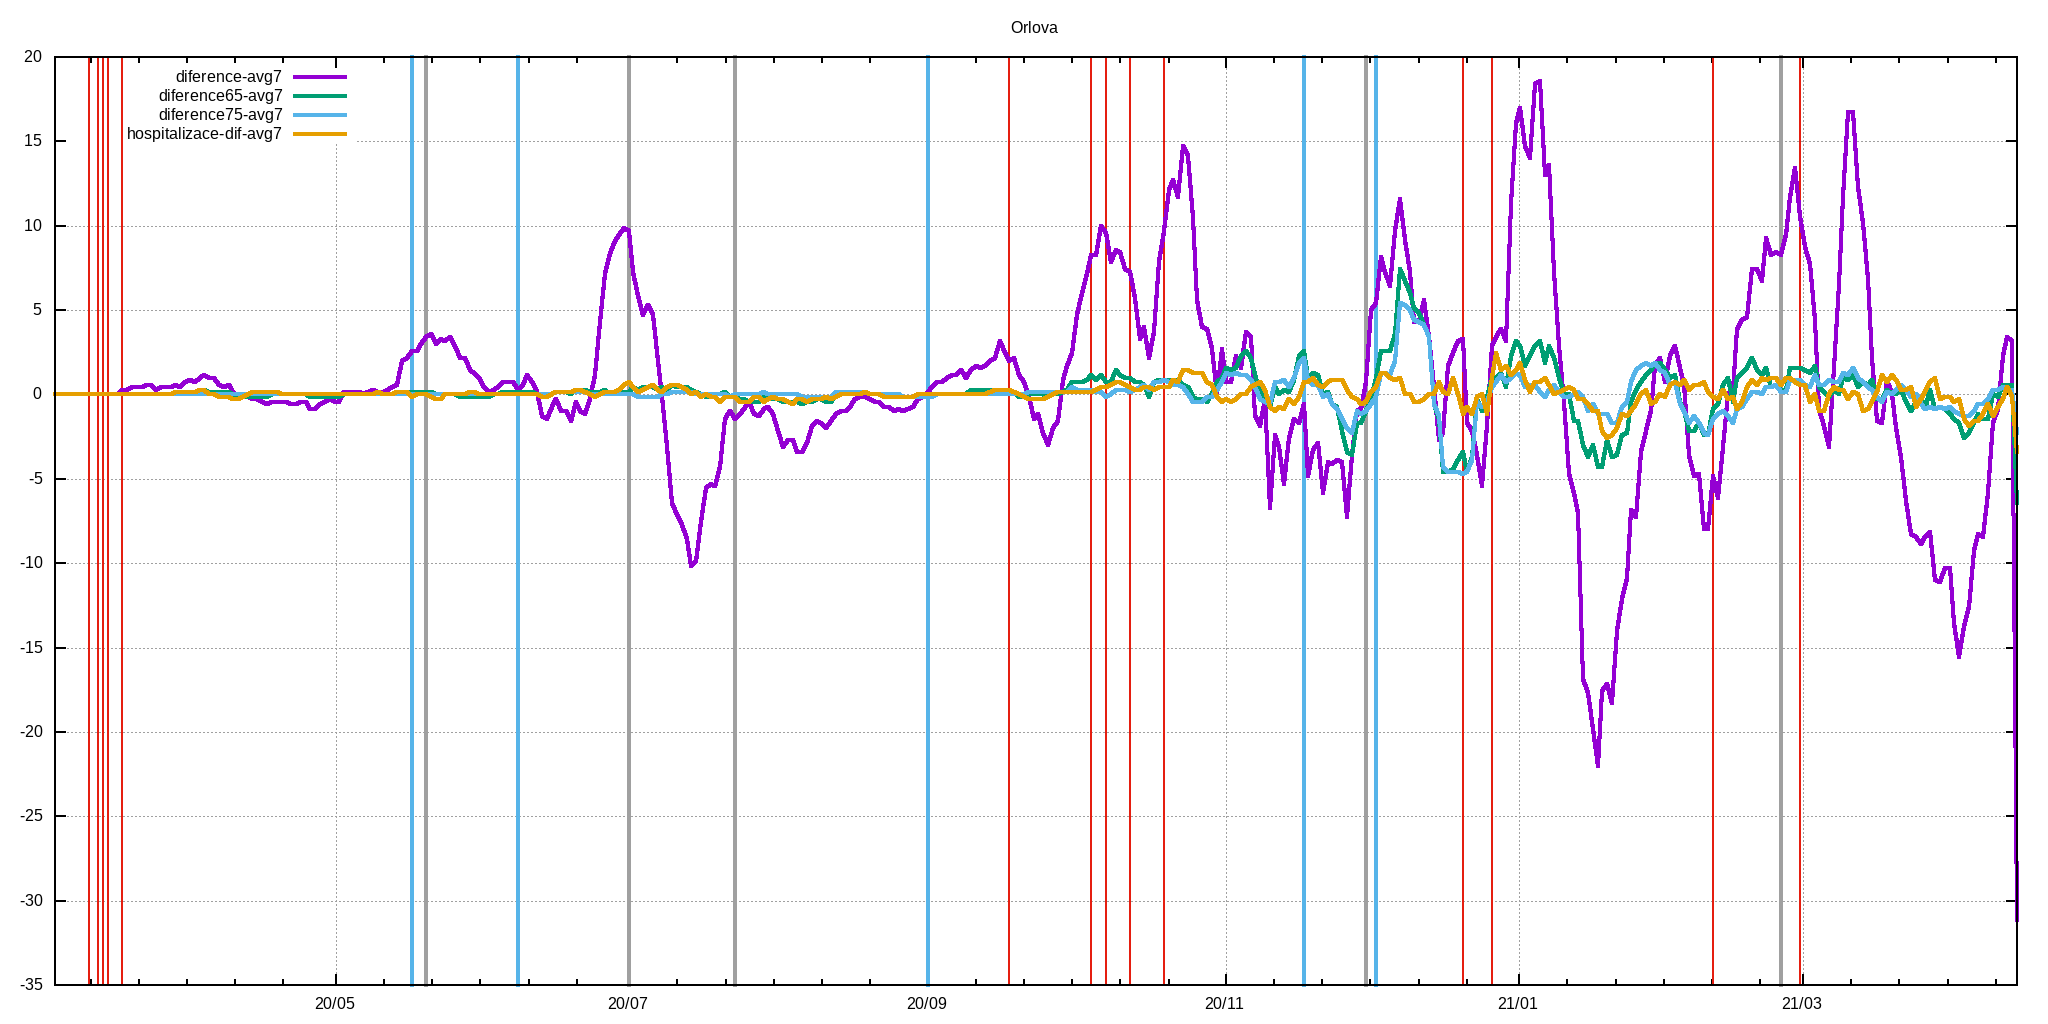 Orlova
diference-avg7
diference65-avg7
diference75-avg7
hospitalizace-dif-avg7
20
15
10
5
0
-5
-10
-15
-20
-25
-30
-35
20/05 20/07 20/09 20/11 21/01 21/03